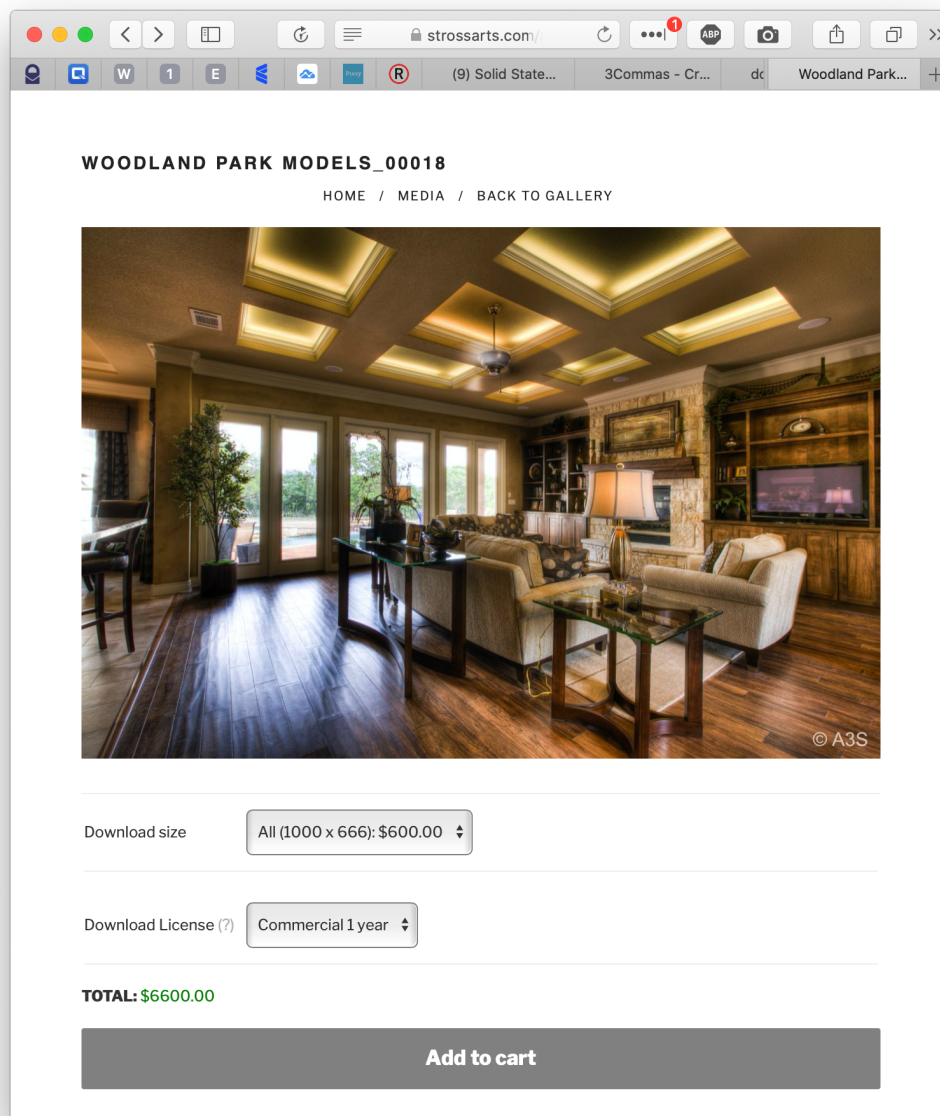 1
strossarts.com/
ABP
W 1 E R (9) Solid State... 3Commas - Cr... Woodland Park...
WOODLAND PARK MODELS_00018
HOME / MEDIA / BACK TO GALLERY
© A3S
Download size All (1000 x 666): $600.00
Download License (?) Commercial 1 year
TOTAL: $6600.00
Add to cart